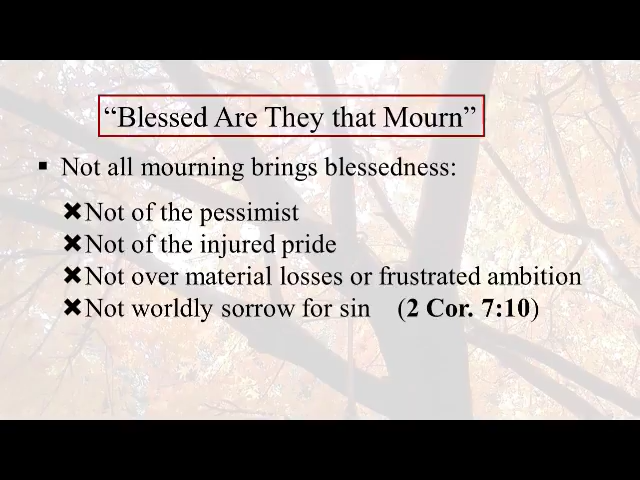 “Blessed Are They that Mourn”
▪ Not all mourning brings blessedness:
✖Not of the pessimist
✖Not of the injured pride
✖Not over material losses or frustrated ambition
✖Not worldly sorrow for sin (2 Cor. 7:10)